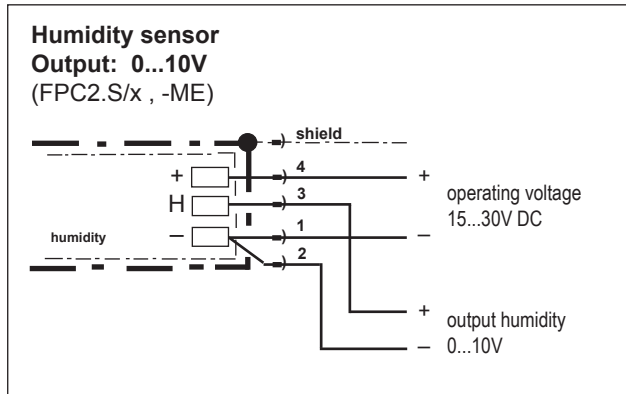 Humidity sensor
Output: 0...10V
(FPC2.S/x , -ME)
shield
+ 4 +
operating voltage
H 3
15...30V DC
humidity – 1 –
2
+
output humidity
– 0...10V